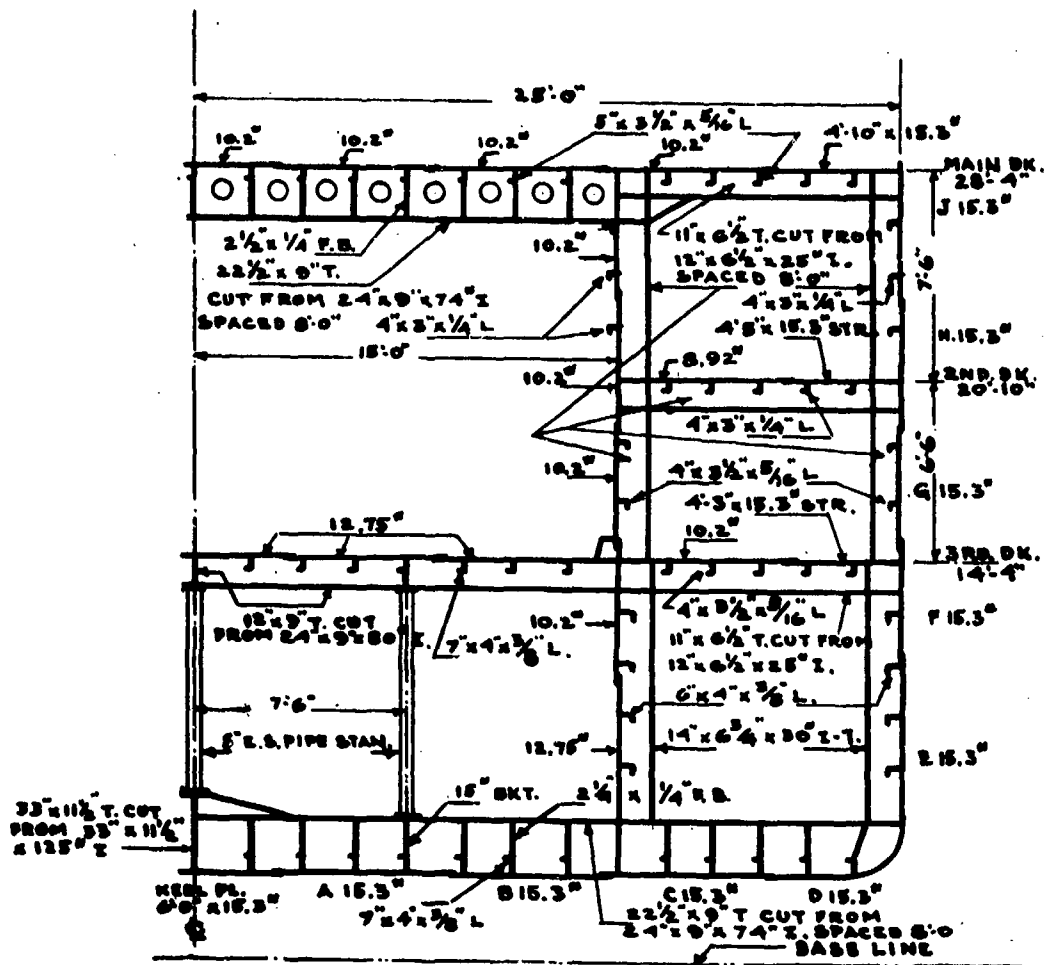 25'-0"
5" x 3 1/2" x 5/16" L
10.2#
10.2#
10.2#
10.2#
4'-10" x 15.3#
MAIN DK.
28'-4"
J 15.3#
2 1/2" x 1/4" F.B.
22 1/2" x 9" T.
CUT FROM 24" x 9" x 74# I
SPACED 8'-0"
4" x 3" x 1/4" L
15'-0"
10.2#
11" x 6 1/2" T. CUT FROM
12" x 6 1/2" x 25# I.
SPACED 8'-0"
4" x 3" x 1/4" L
4'-5" x 15.3# STR.
7'-6"
H. 15.3#
8.92#
10.2#
2ND. DK.
20'-10"
4" x 3" x 1/4" L
10.2#
4" x 3 1/2" x 5/16" L
6'-6"
G 15.3#
4'-3" x 15.3# STR.
10.2#
12.75#
3RD. DK.
14'-4"
12" x 9" T. CUT
FROM 24" x 9" x 80 I.
7" x 4" x 3/8" L.
10.2#
4" x 3 1/2" x 5/16 L
F 15.3#
11" x 6 1/2" T. CUT FROM
12" x 6 1/2" x 25# I.
6" x 4" x 3/8" L.
7'-6"
PIPE STAN.
12.75#
14" x 6 3/4" x 30# I-T.
E 15.3#
15# BKT.
x 1/4" F.B.
33" x 11 1/2" T. CUT
FROM 33" x 11 1/2"
x 125# I
KEEL PL.
6'-0" x 15.3#
A 15.3#
B 15.3#
C 15.3#
D 15.3#
7" x 4" x 3/8" L
22 1/2" x 9" T CUT FROM
24" x 9" x 74# I. SPACED 8'-0
BASE LINE